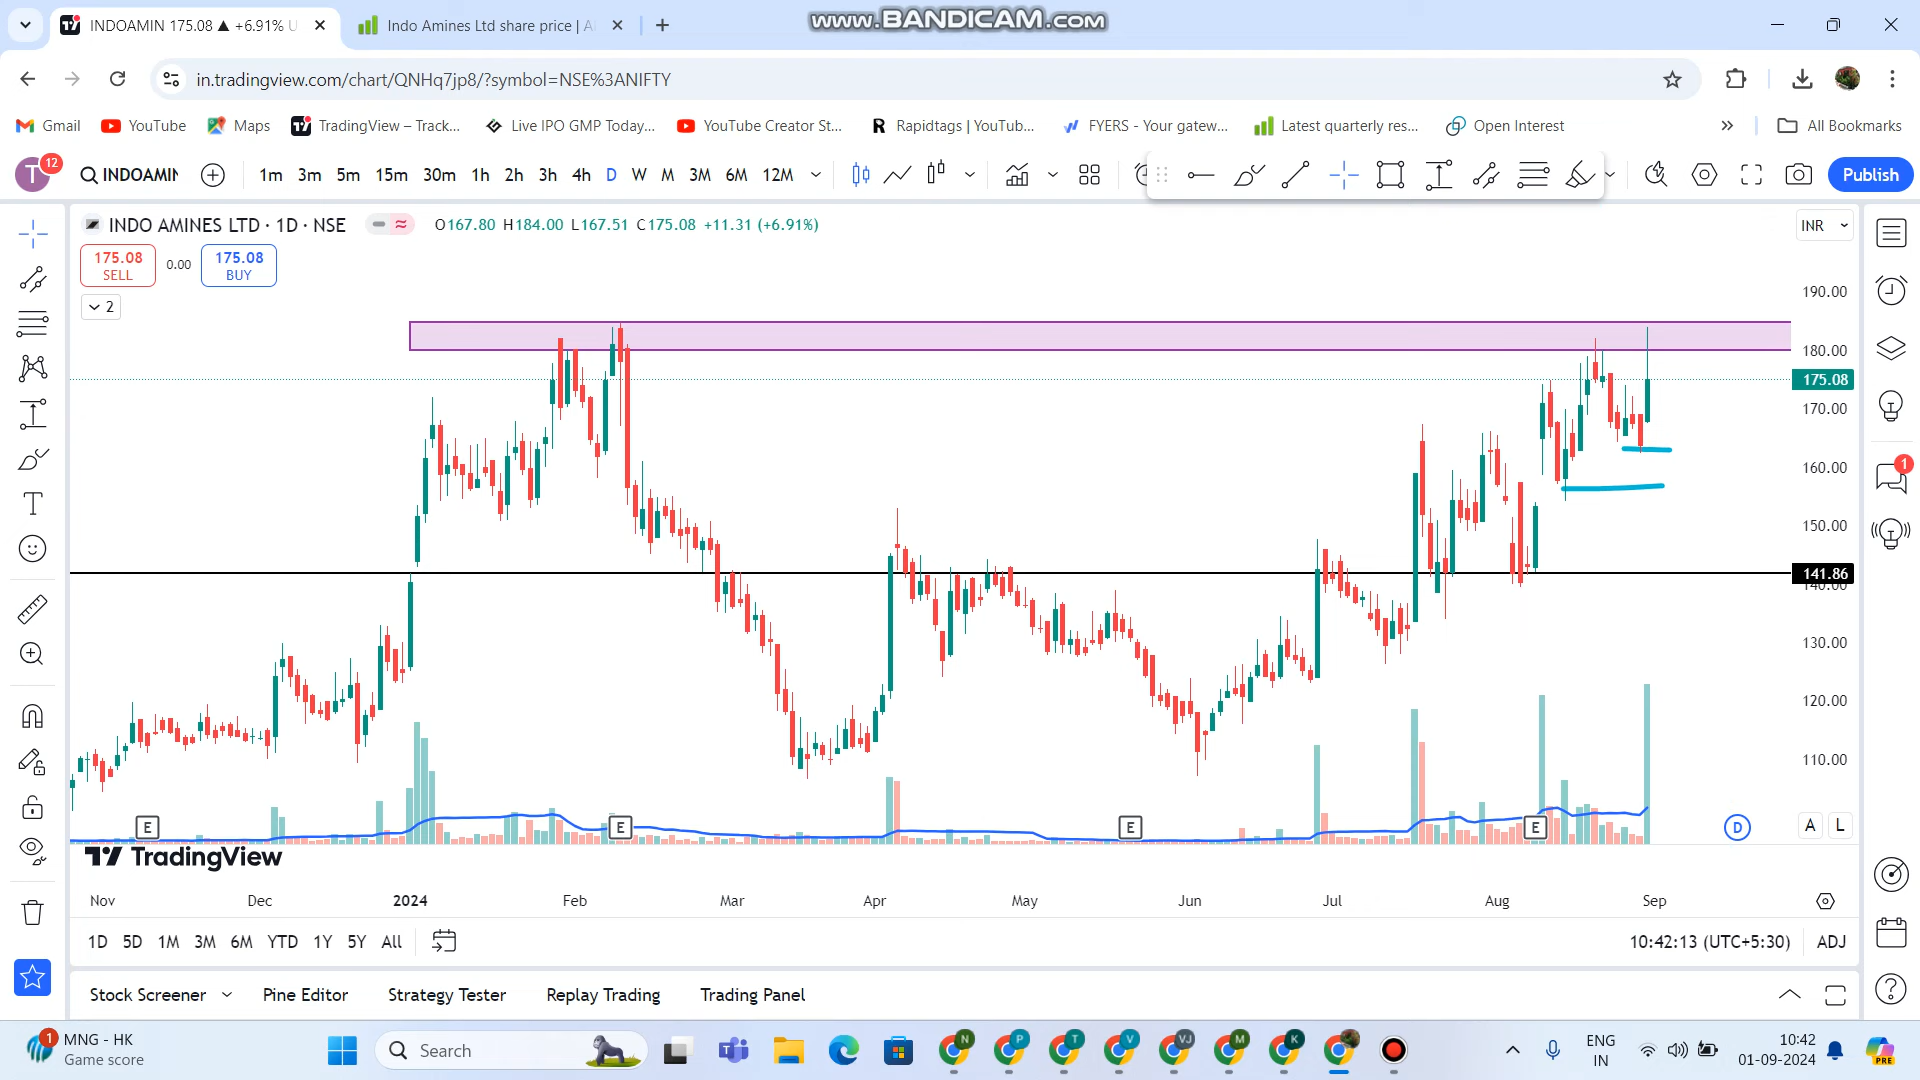 INDOAMIN 175.08 ▲ +6.91% U
Indo Amines Ltd share price | A
www.BANDICAM.com
in.tradingview.com/chart/QNHq7jp8/?symbol=NSE%3ANIFTY
Gmail YouTube Maps TradingView – Track... Live IPO GMP Today... YouTube Creator St... Rapidtags | YouTub... FYERS - Your gatew... Latest quarterly res... Open Interest » All Bookmarks
T 12 INDOAMIN 1m 3m 5m 15m 30m 1h 2h 3h 4h D W M 3M 6M 12M Publish
INDO AMINES LTD · 1D · NSE O167.80 H184.00 L167.51 C175.08 +11.31 (+6.91%) INR
175.08 SELL 0.00 175.08 BUY
2
190.00
180.00
175.08
170.00
160.00
150.00
141.86
140.00
130.00
120.00
110.00
1
E E E E D A L
TradingView
Nov Dec 2024 Feb Mar Apr May Jun Jul Aug Sep
1D 5D 1M 3M 6M YTD 1Y 5Y All 10:42:13 (UTC+5:30) ADJ
Stock Screener Pine Editor Strategy Tester Replay Trading Trading Panel
1 MNG - HK
Game score
Search
N P T V VJ M K
ENG
IN
10:42
01-09-2024
PRE